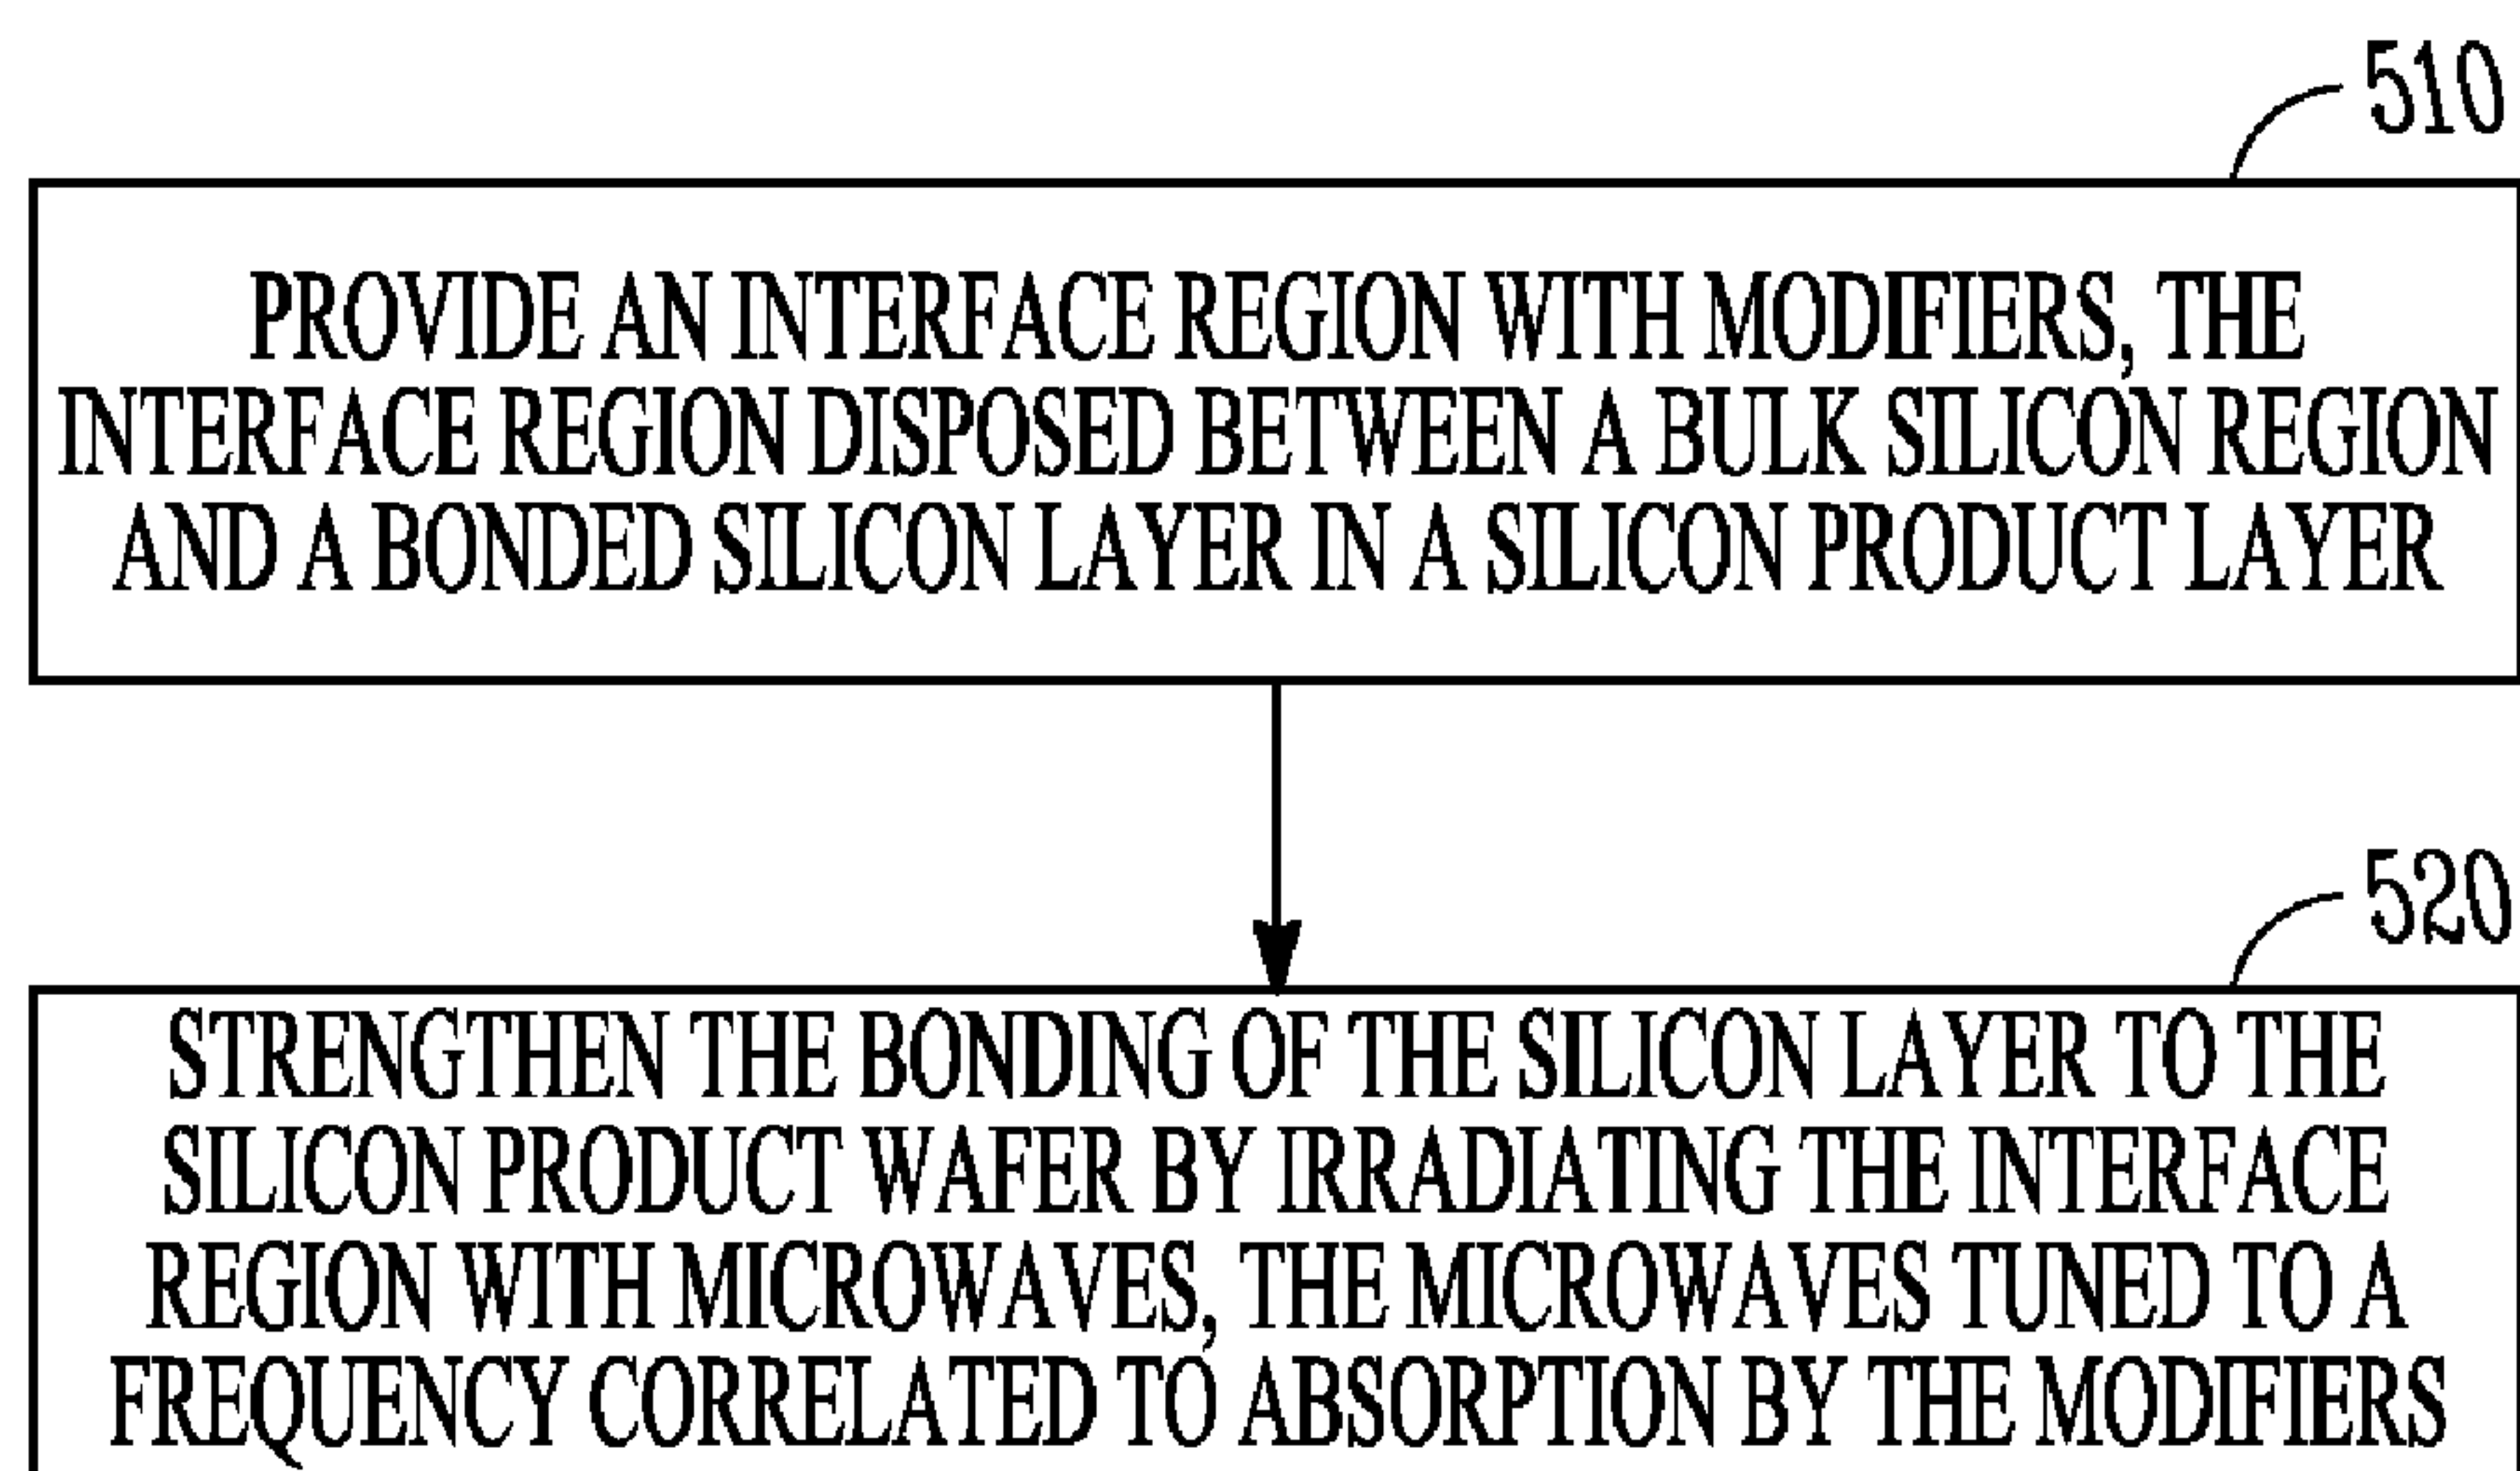 510
PROVIDE AN INTERFACE REGION WITH MODIFIERS, THE
INTERFACE REGION DISPOSED BETWEEN A BULK SILICON REGION
AND A BONDED SILICON LAYER IN A SILICON PRODUCT LAYER
520
STRENGTHEN THE BONDING OF THE SILICON LAYER TO THE
SILICON PRODUCT WAFER BY IRRADIATING THE INTERFACE
REGION WITH MICROWAVES, THE MICROWAVES TUNED TO A
FREQUENCY CORRELATED TO ABSORPTION BY THE MODIFIERS